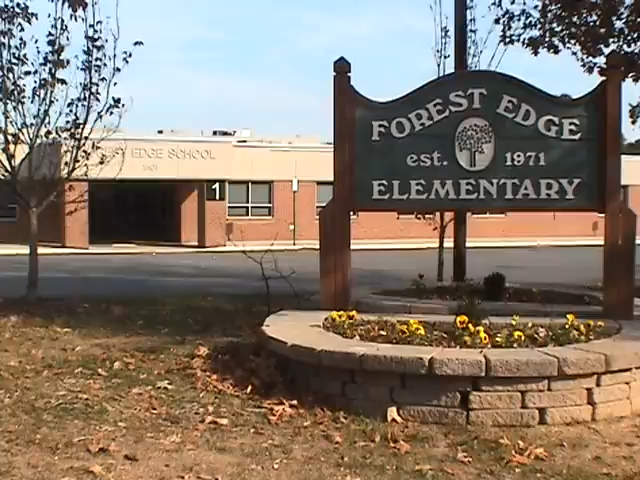 FOREST EDGE
est. 1971
ELEMENTARY
EDGE SCHOOL
1